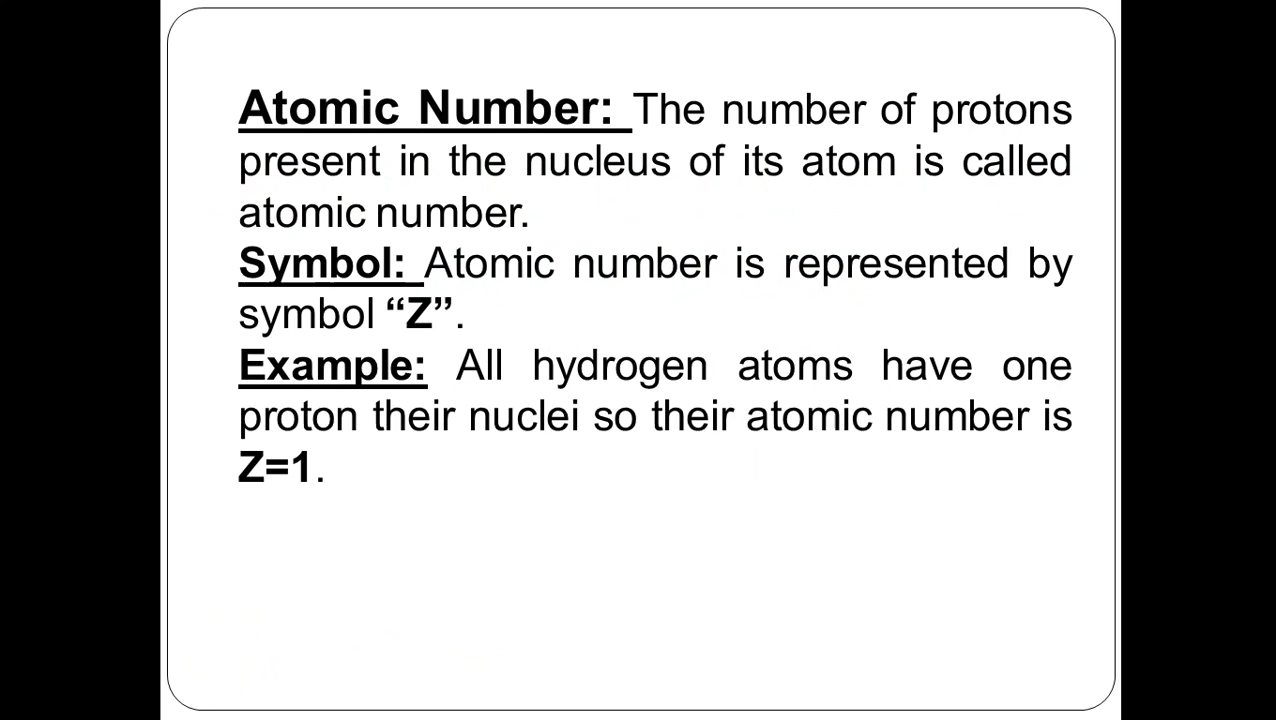 Atomic Number: The number of protons
present in the nucleus of its atom is called
atomic number.
Symbol: Atomic number is represented by
symbol “Z”.
Example: All hydrogen atoms have one
proton their nuclei so their atomic number is
Z=1.